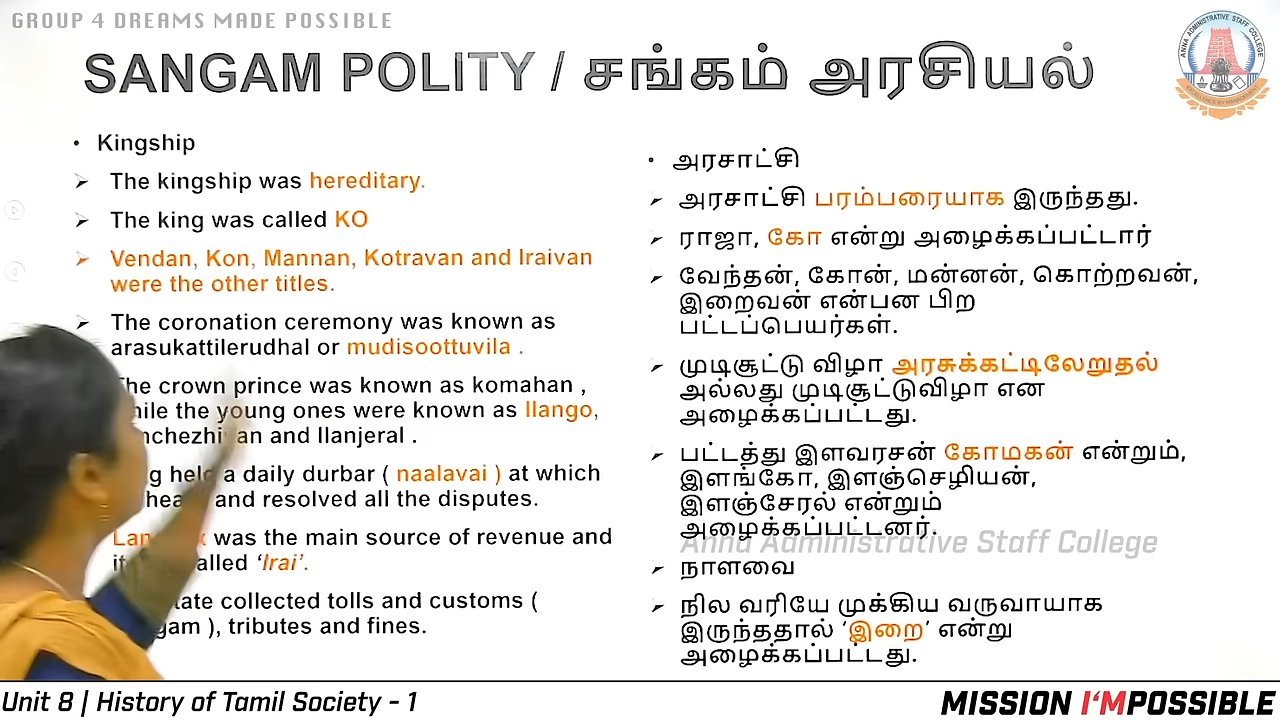 GROUP 4 DREAMS MADE POSSIBLE
SANGAM POLITY / சங்கம் அரசியல்
ANNA ADMINISTRATIVE STAFF COLLEGE
• Kingship
➢ The kingship was hereditary.
➢ The king was called KO
➢ Vendan, Kon, Mannan, Kotravan and Iraivan
were the other titles.
➢ The coronation ceremony was known as
arasukattilerudhal or mudisoottuvila .
he crown prince was known as komahan ,
ile the young ones were known as Ilango,
and Ilanjeral .
held a daily durbar ( naalavai ) at which
and resolved all the disputes.
was the main source of revenue and
called ‘Irai’.
collected tolls and customs (
), tributes and fines.
• அரசாட்சி
➢ அரசாட்சி பரம்பரையாக இருந்தது.
➢ ராஜா, கோ என்று அழைக்கப்பட்டார்
➢ வேந்தன், கோன், மன்னன், கொற்றவன்,
இறைவன் என்பன பிற
பட்டப்பெயர்கள்.
➢ முடிசூட்டு விழா அரசுக்கட்டிலேறுதல்
அல்லது முடிசூட்டுவிழா என
அழைக்கப்பட்டது.
➢ பட்டத்து இளவரசன் கோமகன் என்றும்,
இளங்கோ, இளஞ்செழியன்,
இளஞ்சேரல் என்றும்
அழைக்கப்பட்டனர்.
Anna Administrative Staff College
➢ நாளவை
➢ நில வரியே முக்கிய வருவாயாக
இருந்ததால் ‘இறை’ என்று
அழைக்கப்பட்டது.
Unit 8 | History of Tamil Society - 1
MISSION I'MPOSSIBLE